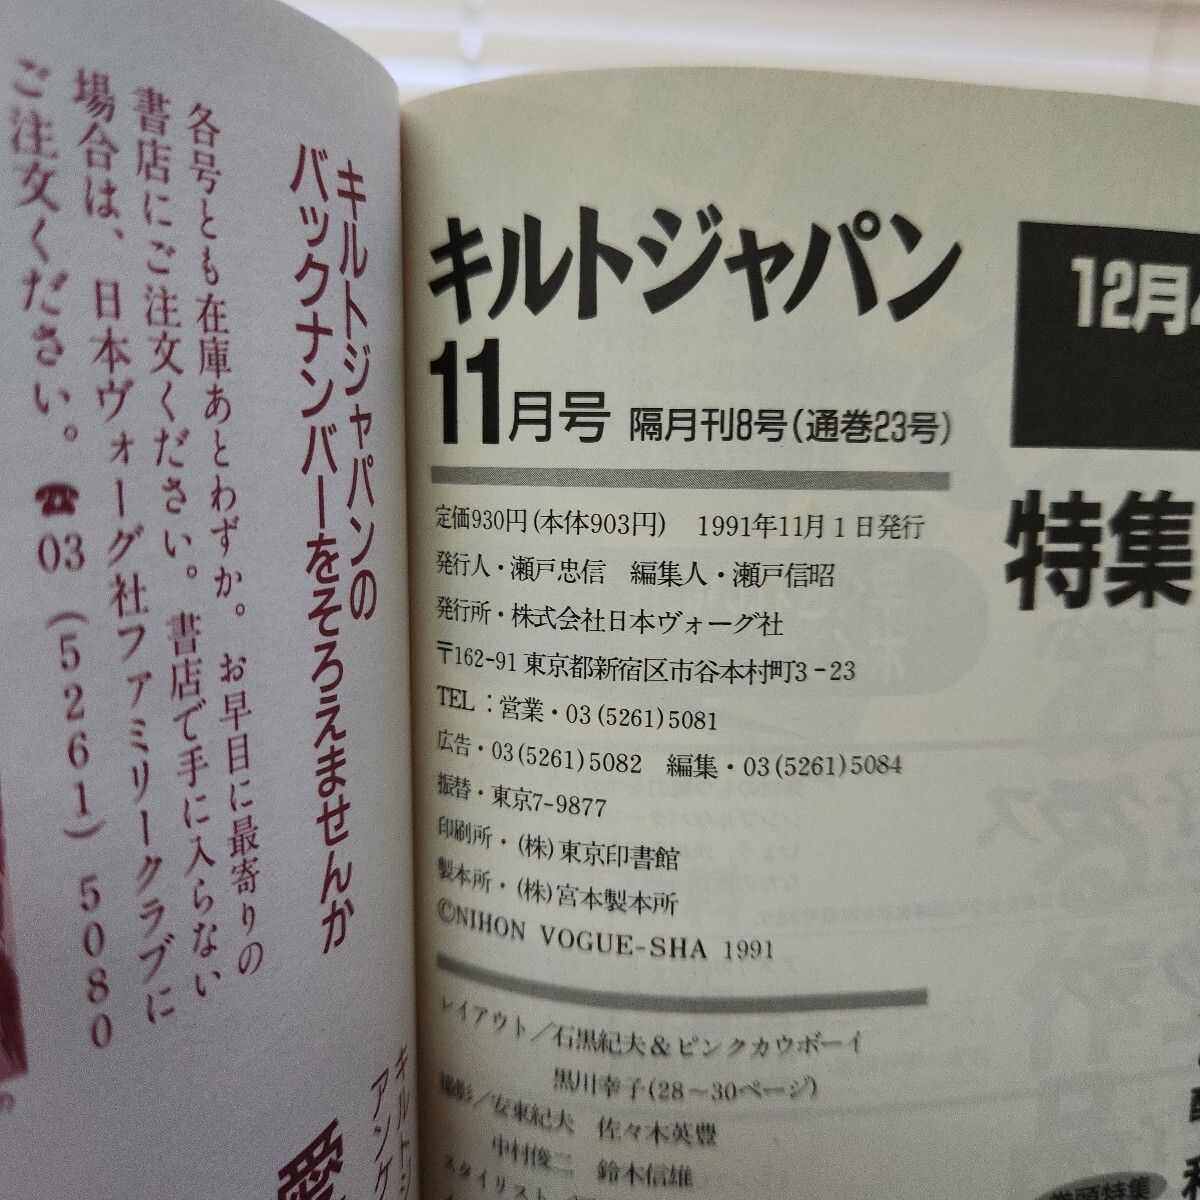 キルトジャパンの
バックナンバーをそろえませんか
各号とも在庫あとわずか。お早目に最寄りの
書店にご注文ください。書店で手に入らない
場合は、日本ヴォーグ社ファミリークラブに
ご注文ください。☎03(5261)5080
キルトジ
アンケ
愛
キルトジャパン
11月号 隔月刊8号(通巻23号)
定価930円(本体903円) 1991年11月1日発行
発行人・瀬戸忠信 編集人・瀬戸信昭
発行所・株式会社日本ヴォーグ社
〒162-91 東京都新宿区市谷本村町3-23
TEL:営業・03(5261)5081
広告・03(5261)5082 編集・03(5261)5084
振替・東京7-9877
印刷所・(株)東京印書館
製本所・(株)宮本製本所
©NIHON VOGUE-SHA 1991
レイアウト/石黒紀夫&ピンクカウボーイ
黒川幸子(28〜30ページ)
撮影/安東紀夫 佐々木英豊
中村俊二 鈴木信雄
スタイリスト/
12月
特集